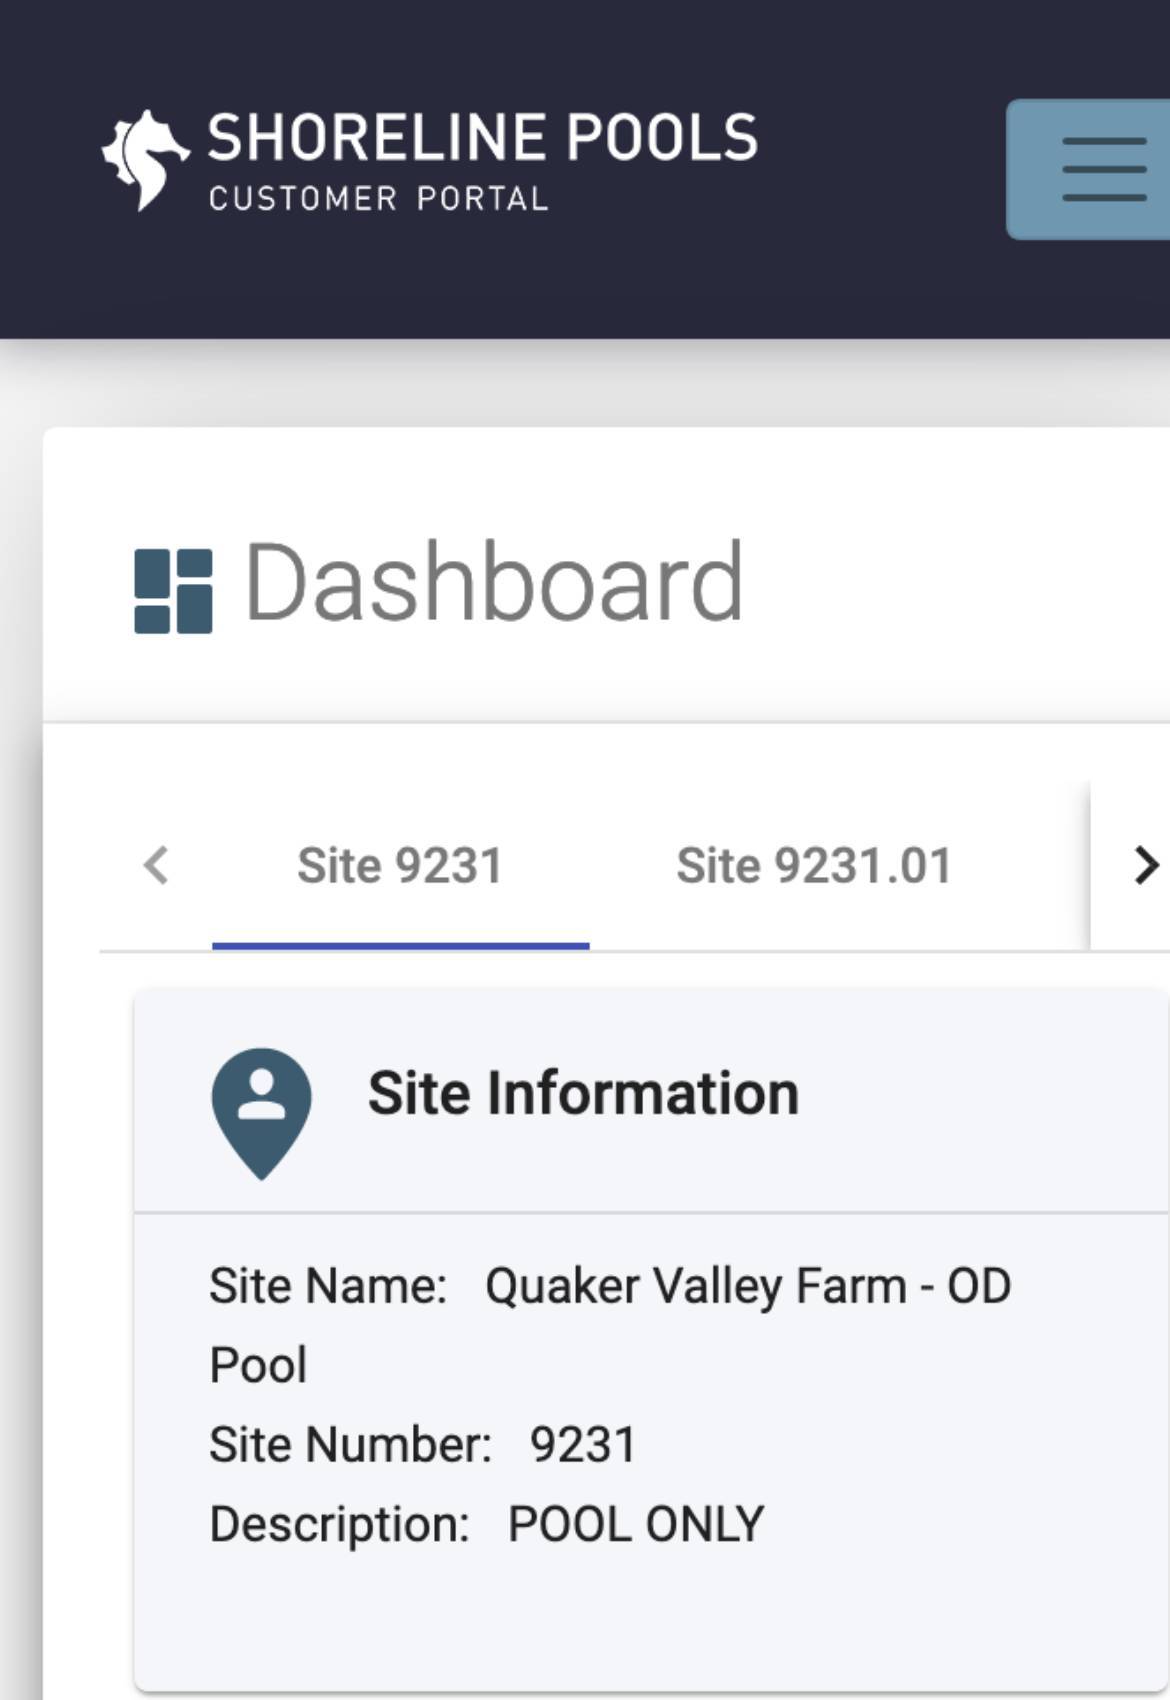 SHORELINE POOLS
CUSTOMER PORTAL
Dashboard
Site 9231 Site 9231.01
Site Information
Site Name: Quaker Valley Farm - OD
Pool
Site Number: 9231
Description: POOL ONLY